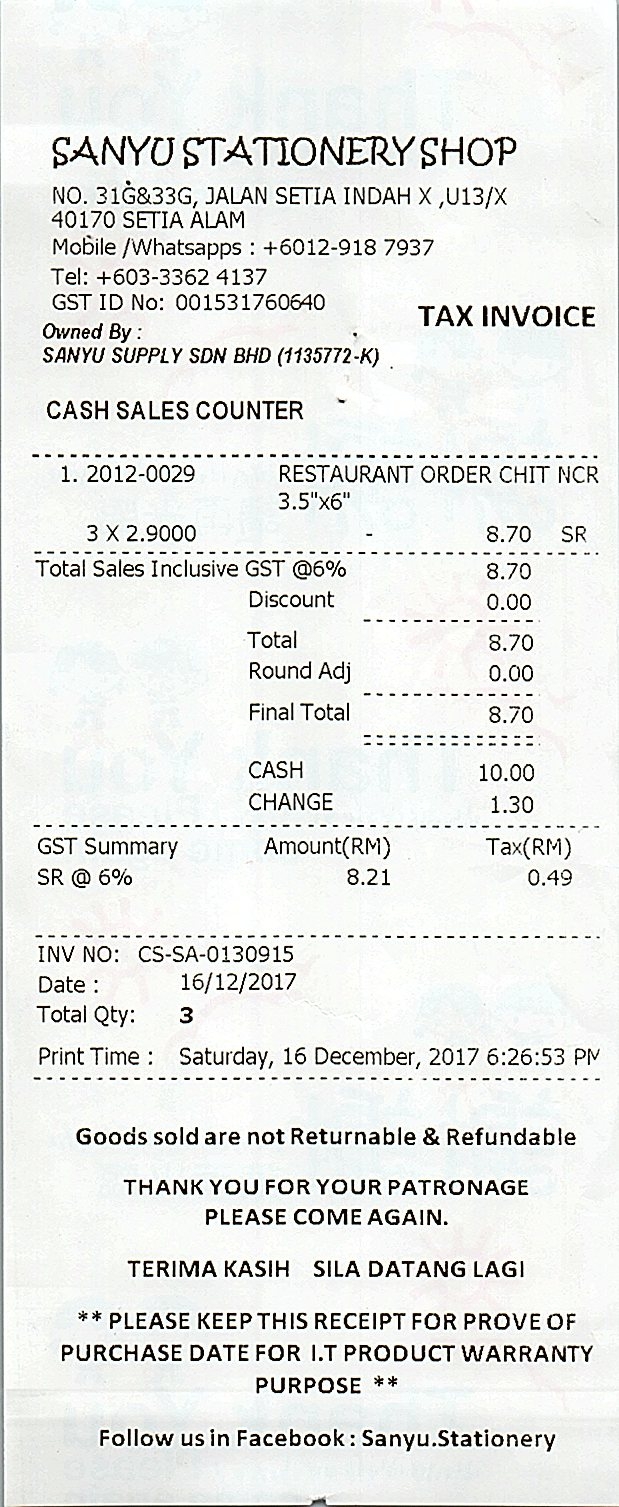 SANYU STATIONERY SHOP
NO. 31G&33G, JALAN SETIA INDAH X ,U13/X
40170 SETIA ALAM
Mobile /Whatsapps : +6012-918 7937
Tel: +603-3362 4137
GST ID No: 001531760640
TAX INVOICE
Owned By :
SANYU SUPPLY SDN BHD (1135772-K)
CASH SALES COUNTER
1. 2012-0029 RESTAURANT ORDER CHIT NCR
3.5"x6"
3 X 2.9000 - 8.70 SR
Total Sales Inclusive GST @6% 8.70
Discount 0.00
Total 8.70
Round Adj 0.00
Final Total 8.70
CASH 10.00
CHANGE 1.30
GST Summary Amount(RM) Tax(RM)
SR @ 6% 8.21 0.49
INV NO: CS-SA-0130915
Date : 16/12/2017
Total Qty: 3
Print Time : Saturday, 16 December, 2017 6:26:53 PM
Goods sold are not Returnable & Refundable
THANK YOU FOR YOUR PATRONAGE
PLEASE COME AGAIN.
TERIMA KASIH SILA DATANG LAGI
** PLEASE KEEP THIS RECEIPT FOR PROVE OF
PURCHASE DATE FOR I.T PRODUCT WARRANTY
PURPOSE **
Follow us in Facebook : Sanyu.Stationery